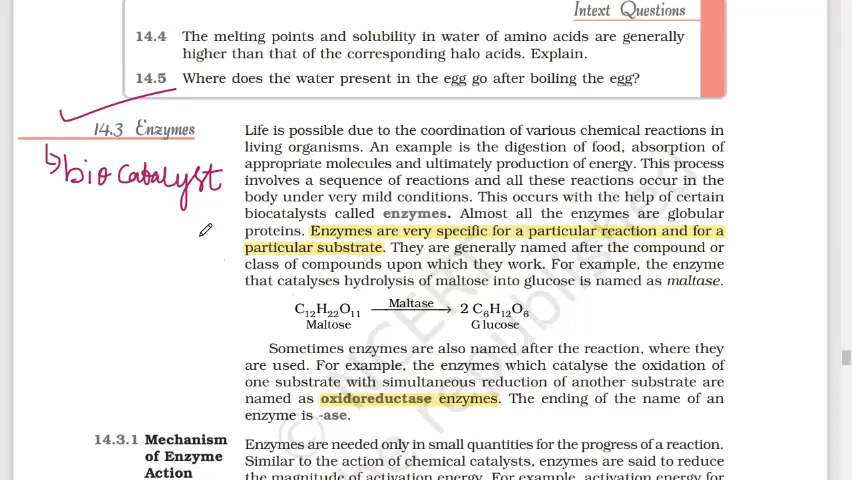 Intext Questions
14.4 The melting points and solubility in water of amino acids are generally
higher than that of the corresponding halo acids. Explain.
14.5 Where does the water present in the egg go after boiling the egg?
14.3 Enzymes
bio catalyst
Life is possible due to the coordination of various chemical reactions in
living organisms. An example is the digestion of food, absorption of
appropriate molecules and ultimately production of energy. This process
involves a sequence of reactions and all these reactions occur in the
body under very mild conditions. This occurs with the help of certain
biocatalysts called enzymes. Almost all the enzymes are globular
proteins. Enzymes are very specific for a particular reaction and for a
particular substrate. They are generally named after the compound or
class of compounds upon which they work. For example, the enzyme
that catalyses hydrolysis of maltose into glucose is named as maltase.
C₁₂H₂₂O₁₁ Maltase → 2 C₆H₁₂O₆
Maltose Glucose
Sometimes enzymes are also named after the reaction, where they
are used. For example, the enzymes which catalyse the oxidation of
one substrate with simultaneous reduction of another substrate are
named as oxidoreductase enzymes. The ending of the name of an
enzyme is -ase.
14.3.1 Mechanism
of Enzyme
Action
Enzymes are needed only in small quantities for the progress of a reaction.
Similar to the action of chemical catalysts, enzymes are said to reduce
the magnitude of activation energy. For example, activation energy for
© NCERT
be republished